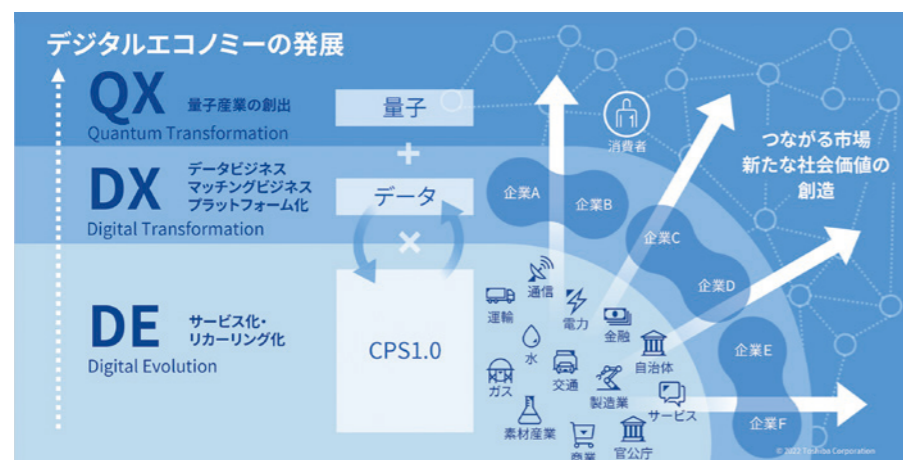 デジタルエコノミーの発展
QX
量子産業の創出
Quantum Transformation
量子
+
DX
データビジネス
マッチングビジネス
プラットフォーム化
Digital Transformation
データ
×
DE
サービス化・
リカーリング化
Digital Evolution
CPS1.0
消費者
つながる市場
新たな社会価値の
創造
企業A
企業B
企業C
企業D
企業E
企業F
通信
運輸
電力
金融
水
自治体
ガス
交通
製造業
サービス
素材産業
商業
官公庁
© 2022 Toshiba Corporation